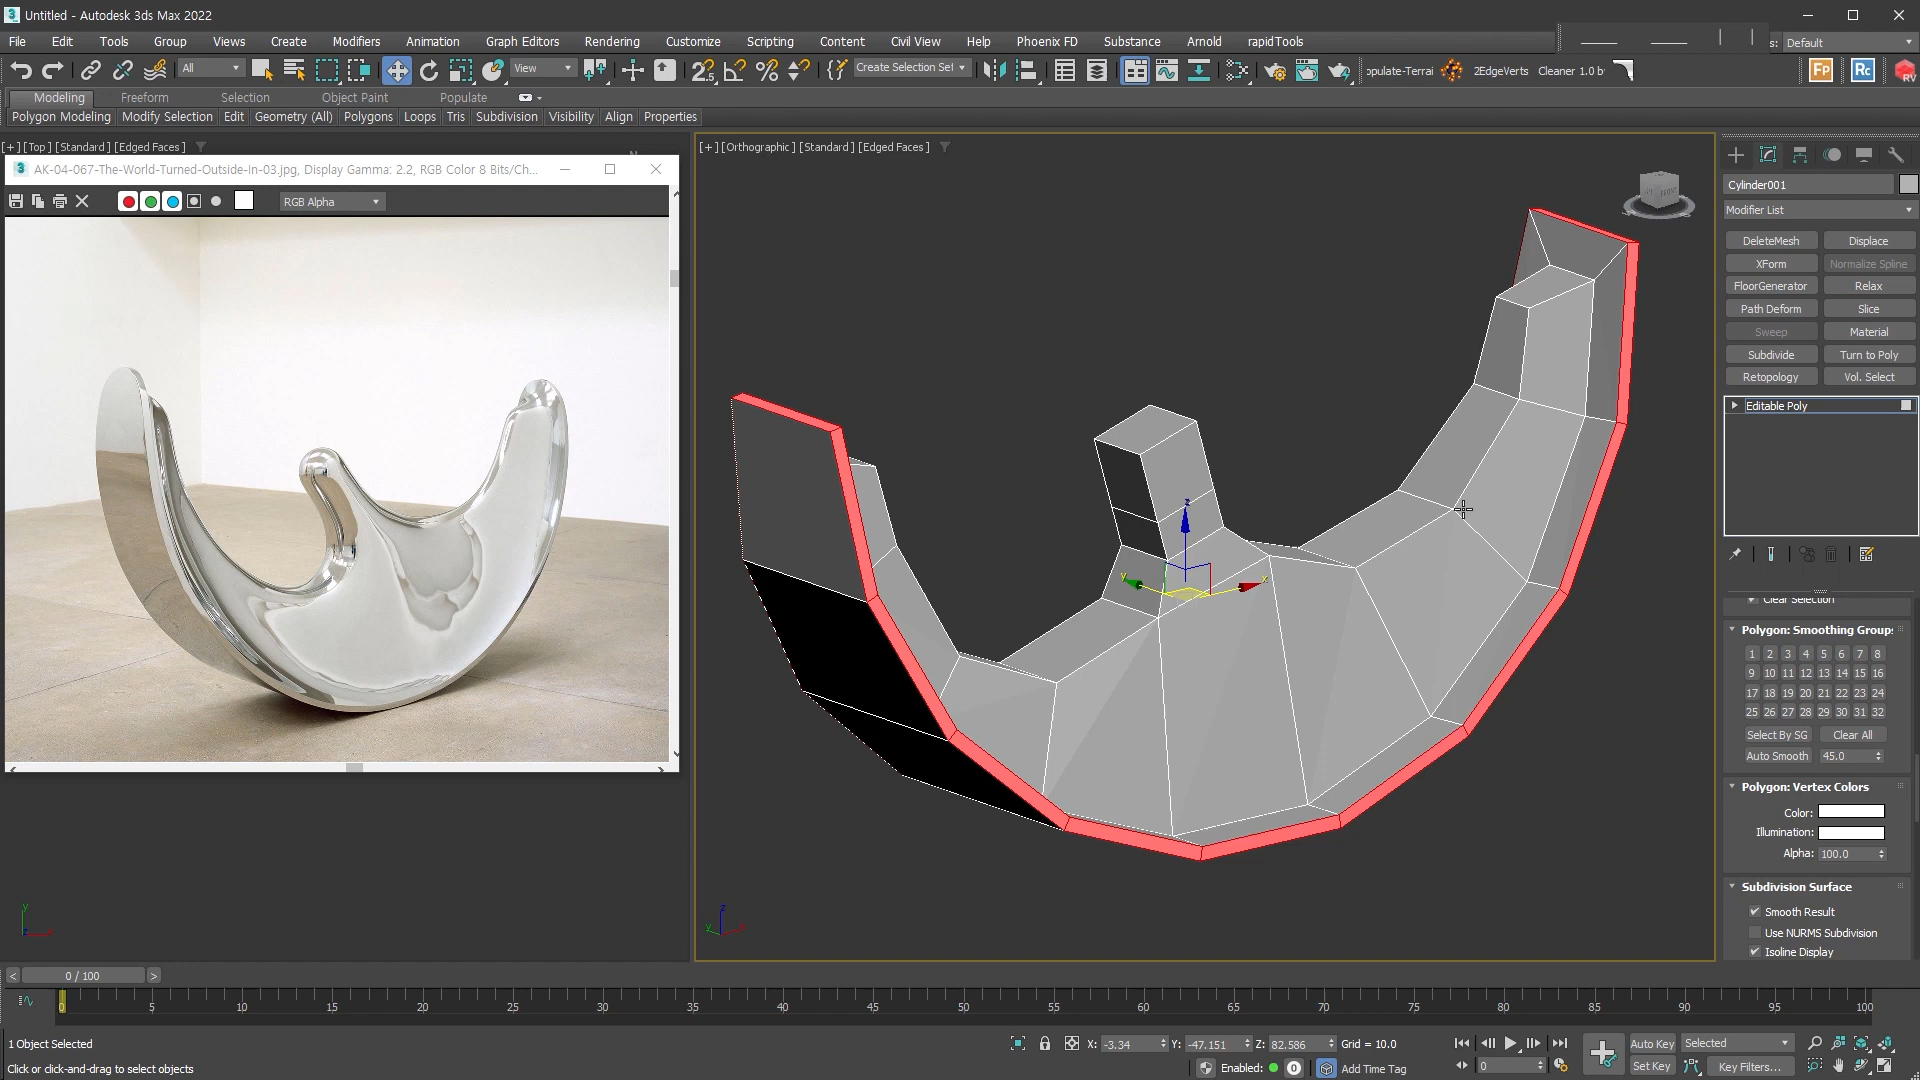 Untitled - Autodesk 3ds Max 2022
File Edit Tools Group Views Create Modifiers Animation Graph Editors Rendering Customize Scripting Content Civil View Help Phoenix FD Substance Arnold rapidTools
s: Default
All View Create Selection Set opulate-Terrai 2EdgeVerts Cleaner 1.0 by Fp Rc RV
Modeling Freeform Selection Object Paint Populate
Polygon Modeling Modify Selection Edit Geometry (All) Polygons Loops Tris Subdivision Visibility Align Properties
[+] [Top] [Standard] [Edged Faces]
[+] [Orthographic] [Standard] [Edged Faces]
AK-04-067-The-World-Turned-Outside-In-03.jpg, Display Gamma: 2.2, RGB Color 8 Bits/Ch...
RGB Alpha
Cylinder001
Modifier List
DeleteMesh Displace
XForm Normalize Spline
FloorGenerator Relax
Path Deform Slice
Sweep Material
Subdivide Turn to Poly
Retopology Vol. Select
Editable Poly
Clear Selection
Polygon: Smoothing Groups
1 2 3 4 5 6 7 8
9 10 11 12 13 14 15 16
17 18 19 20 21 22 23 24
25 26 27 28 29 30 31 32
Select By SG Clear All
Auto Smooth 45.0
Polygon: Vertex Colors
Color:
Illumination:
Alpha: 100.0
Subdivision Surface
Smooth Result
Use NURMS Subdivision
Isoline Display
z
y x
y
z
0 / 100
0 5 10 15 20 25 30 35 40 45 50 55 60 65 70 75 80 85 90 95 100
1 Object Selected
X: -3.34 Y: -47.151 Z: 82.586 Grid = 10.0
Auto Key Selected
Click or click-and-drag to select objects
Enabled: 0 Add Time Tag
0
Set Key Key Filters...